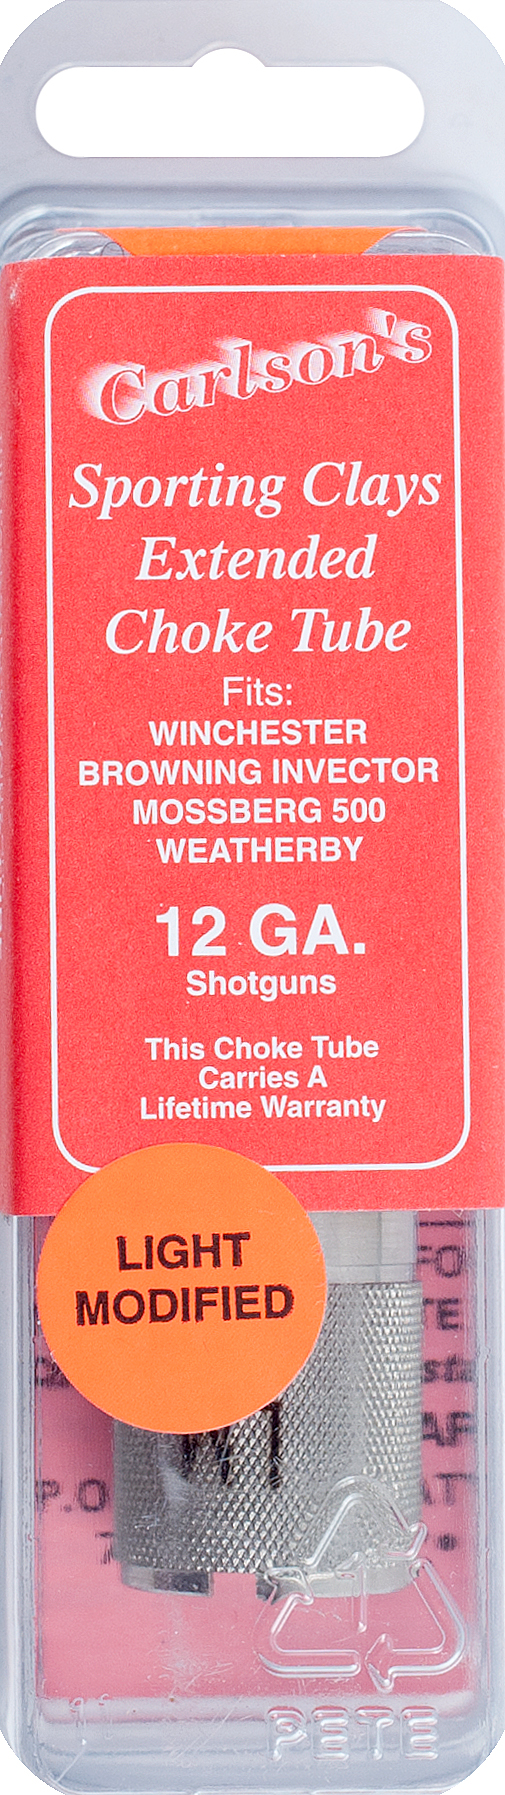 Carlson's
Sporting Clays
Extended
Choke Tube
Fits:
WINCHESTER
BROWNING INVECTOR
MOSSBERG 500
WEATHERBY
12 GA.
Shotguns
This Choke Tube
Carries A
Lifetime Warranty
LIGHT
MODIFIED
P.O
1
PETE